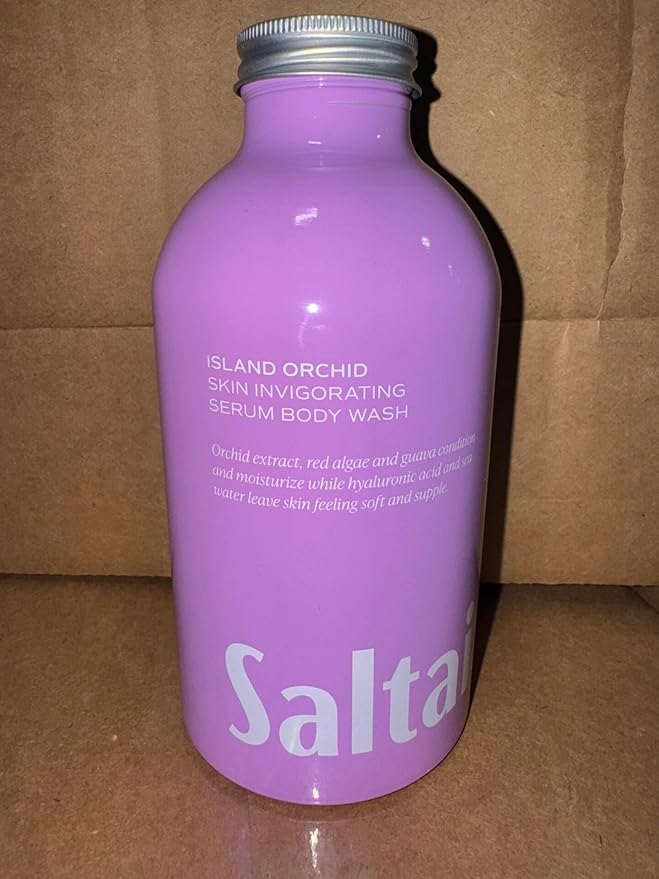 ISLAND ORCHID
SKIN INVIGORATING
SERUM BODY WASH
Orchid extract, red algae and guava condition
and moisturize while hyaluronic acid and sea
water leave skin feeling soft and supple.
Saltai